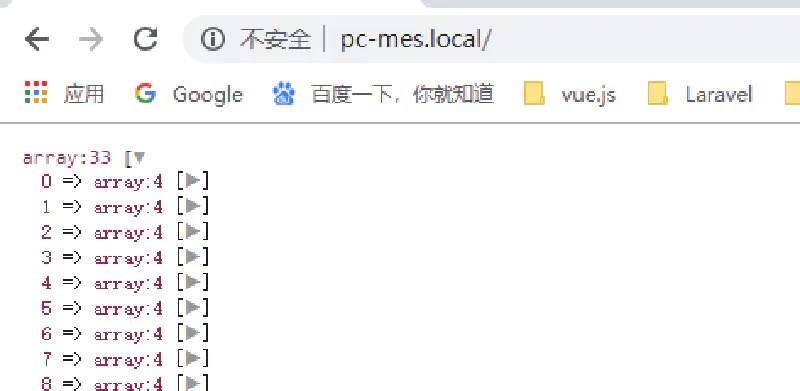 不安全 | pc-mes.local/
应用 Google 百度一下，你就知道 vue.js Laravel
array:33 [▼
0 => array:4 [▶]
1 => array:4 [▶]
2 => array:4 [▶]
3 => array:4 [▶]
4 => array:4 [▶]
5 => array:4 [▶]
6 => array:4 [▶]
7 => array:4 [▶]
8 => array:4 [▶]